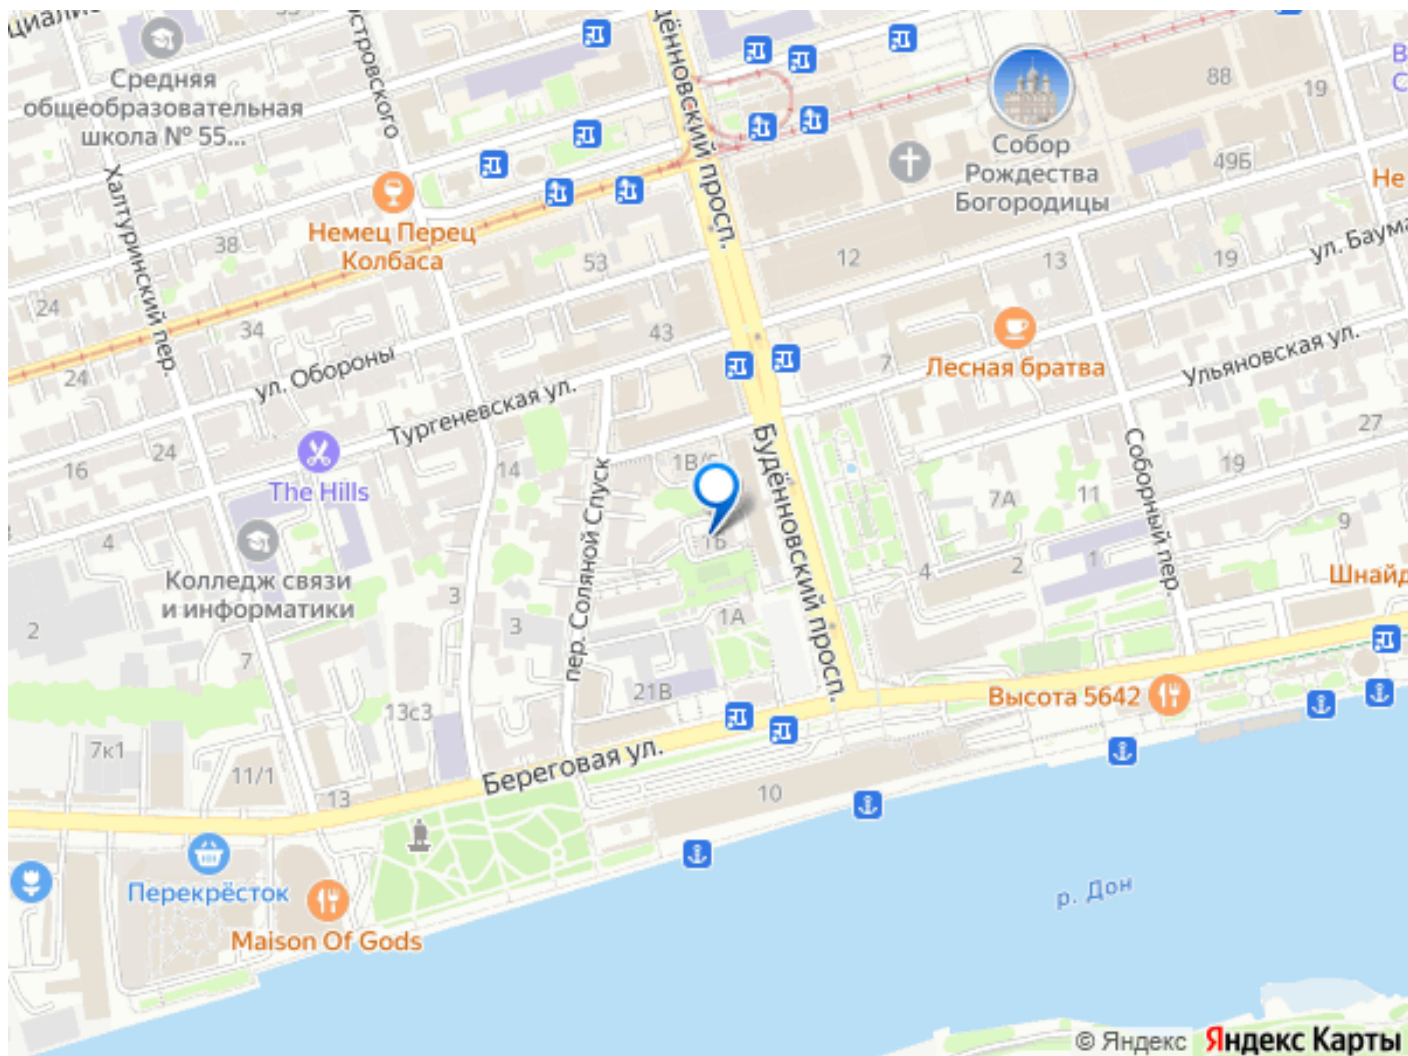 стровского
Средняя
общеобразовательная
школа № 55...
88
19
Собор
Рождества
Богородицы
49Б
Не
Халтуринский пер.
Немец Перец
Колбаса
38
53
12
13
19
ул. Баума
24
34
43
ул. Обороны
7
Лесная братва
Ульяновская ул.
24
Тургеневская ул.
16
24
The Hills
14
27
19
Будённовский просп.
7А
11
Соборный пер.
9
4
1Б
Колледж связи
и информатики
пер. Соляной Спуск
4
2
1
Шнайд
2
3
3
1А
7
21В
13с3
Высота 5642
7к1
11/1
13
Береговая ул.
10
Перекрёсток
Maison Of Gods
р. Дон
© Яндекс
Яндекс Карты